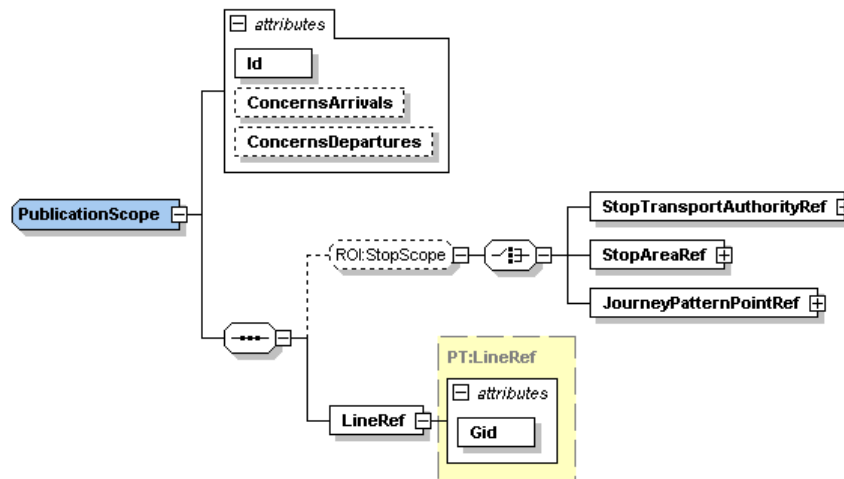 attributes
Id
ConcernsArrivals
ConcernsDepartures
PublicationScope
ROI:StopScope
StopTransportAuthorityRef
StopAreaRef
JourneyPatternPointRef
PT:LineRef
attributes
LineRef
Gid